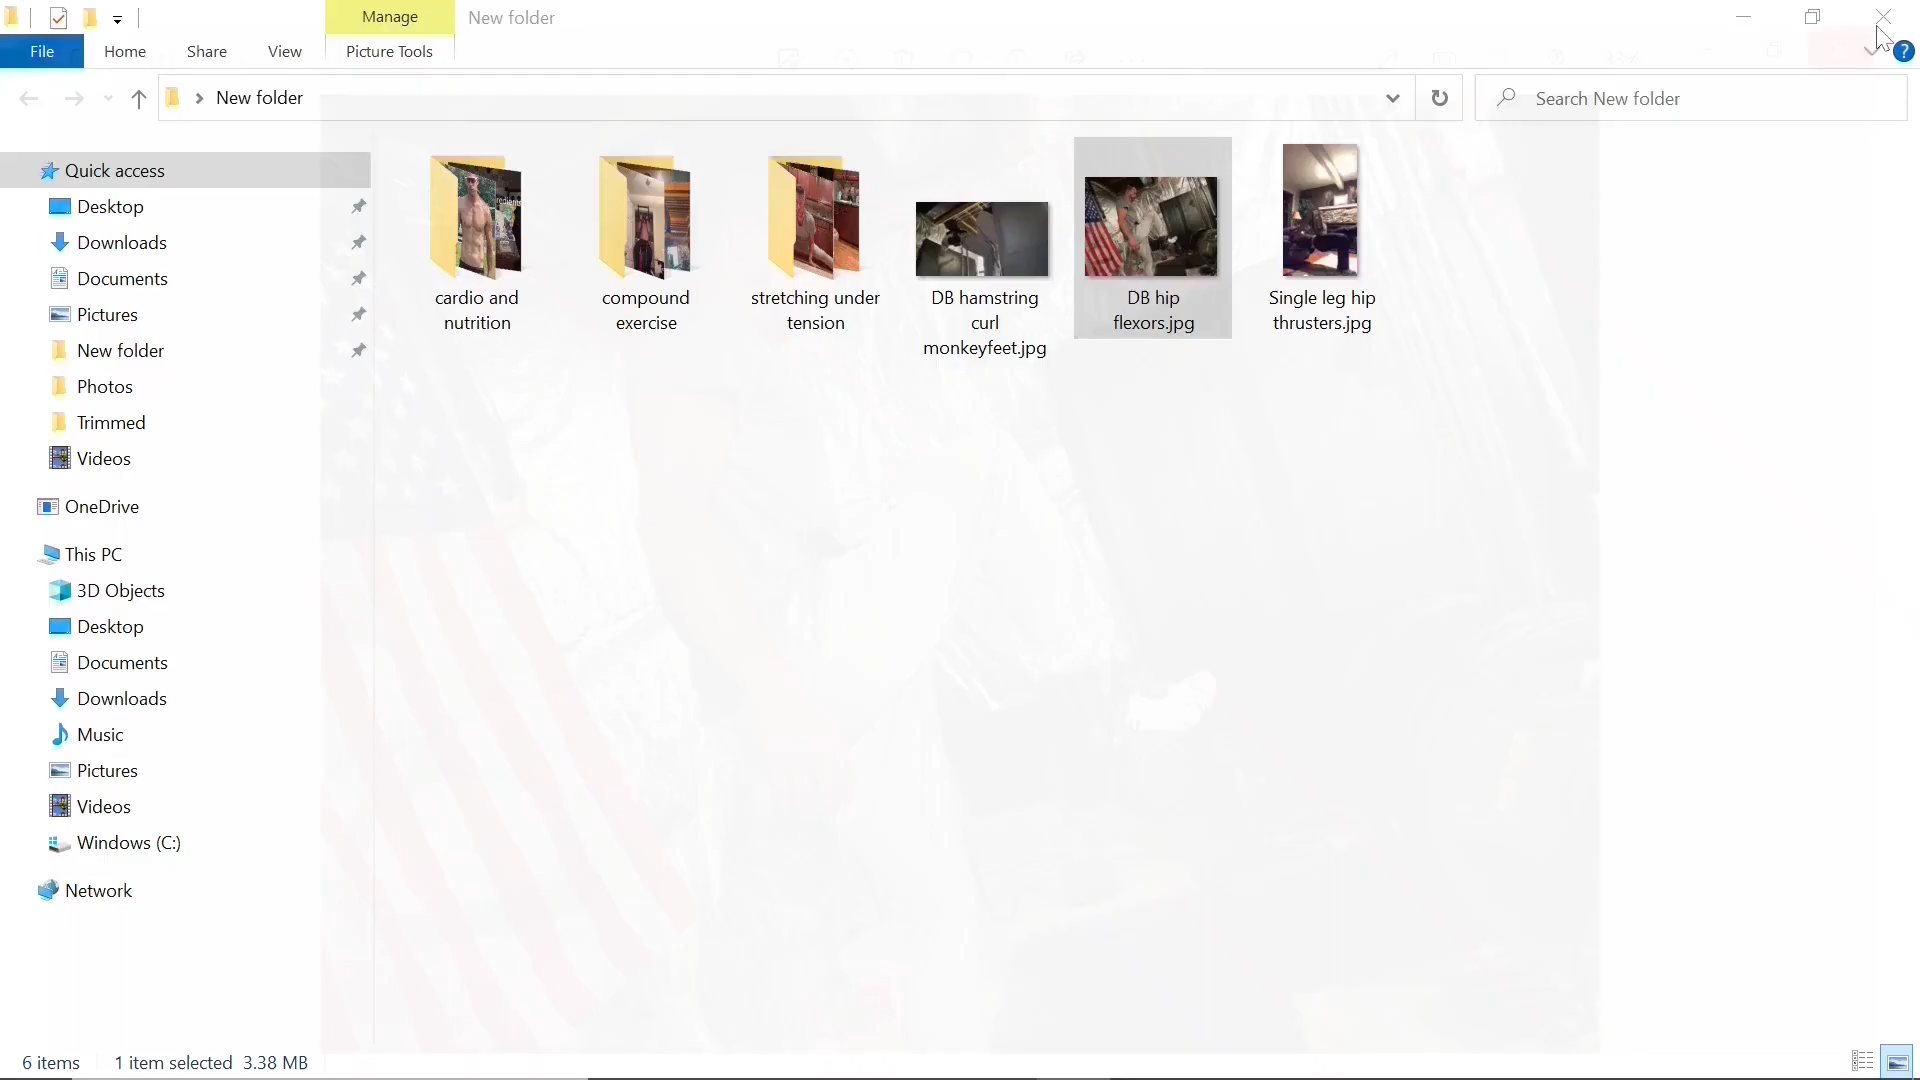 Manage
New folder
File
Home
Share
View
Picture Tools
?
New folder
Search New folder
Quick access
Desktop
Downloads
Documents
Pictures
New folder
Photos
Trimmed
Videos
OneDrive
This PC
3D Objects
Desktop
Documents
Downloads
Music
Pictures
Videos
Windows (C:)
Network
cardio and
nutrition
compound
exercise
stretching under
tension
DB hamstring
curl
monkeyfeet.jpg
DB hip
flexors.jpg
Single leg hip
thrusters.jpg
6 items
1 item selected 3.38 MB